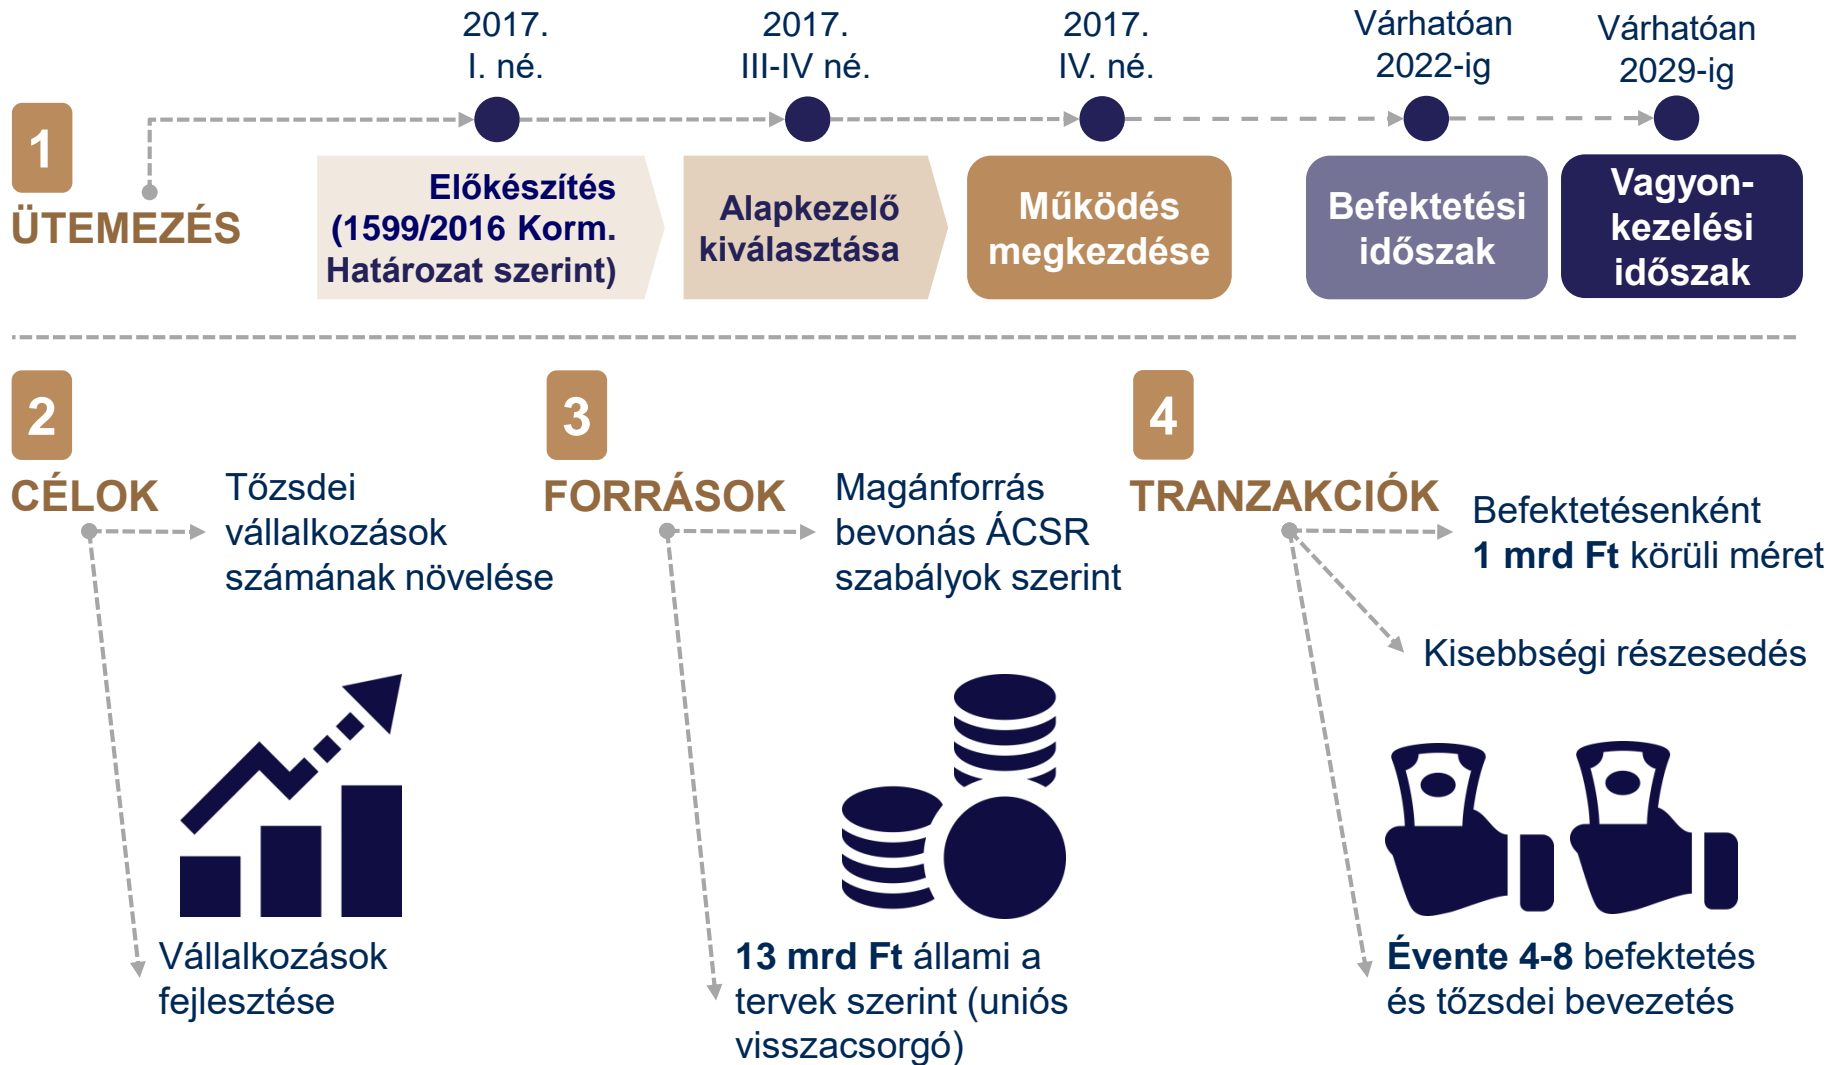 2017.
I. né.
2017.
III-IV né.
2017.
IV. né.
Várhatóan
2022-ig
Várhatóan
2029-ig
1
ÜTEMEZÉS
Előkészítés
(1599/2016 Korm.
Határozat szerint)
Alapkezelő
kiválasztása
Működés
megkezdése
Befektetési
időszak
Vagyon-
kezelési
időszak
2
CÉLOK
Tőzsdei
vállalkozások
számának növelése
Vállalkozások
fejlesztése
3
FORRÁSOK
Magánforrás
bevonás ÁCSR
szabályok szerint
13 mrd Ft állami a
tervek szerint (uniós
visszacsorgó)
4
TRANZAKCIÓK
Befektetésenként
1 mrd Ft körüli méret
Kisebbségi részesedés
Évente 4-8 befektetés
és tőzsdei bevezetés